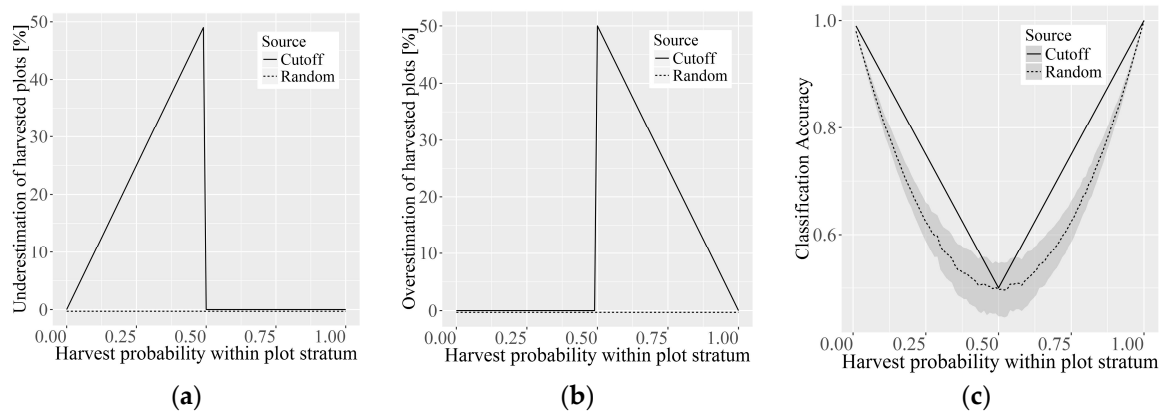 Underestimation of harvested plots [%]
50
40
30
20
10
0
Source
Cutoff
Random
0.00 0.25 0.50 0.75 1.00
Harvest probability within plot stratum
(a)
Overestimation of harvested plots [%]
50
40
30
20
10
0
Source
Cutoff
Random
0.00 0.25 0.50 0.75 1.00
Harvest probability within plot stratum
(b)
Classification Accuracy
1.0
0.8
0.6
Source
Cutoff
Random
0.00 0.25 0.50 0.75 1.00
Harvest probability within plot stratum
(c)